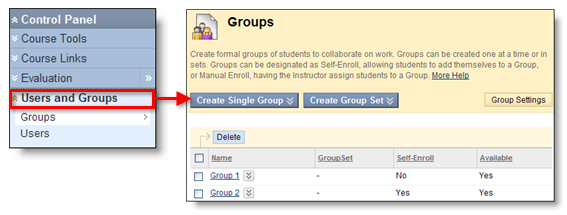 Control Panel
Course Tools
Course Links
Evaluation
Users and Groups
Groups
Users
Groups
Create formal groups of students to collaborate on work. Groups can be created one at a time or in
sets. Groups can be designated as Self-Enroll, allowing students to add themselves to a Group,
or Manual Enroll, having the Instructor assign students to a Group. More Help
Create Single Group Create Group Set Group Settings
Delete
Name GroupSet Self-Enroll Available
Group 1 - No Yes
Group 2 - Yes Yes